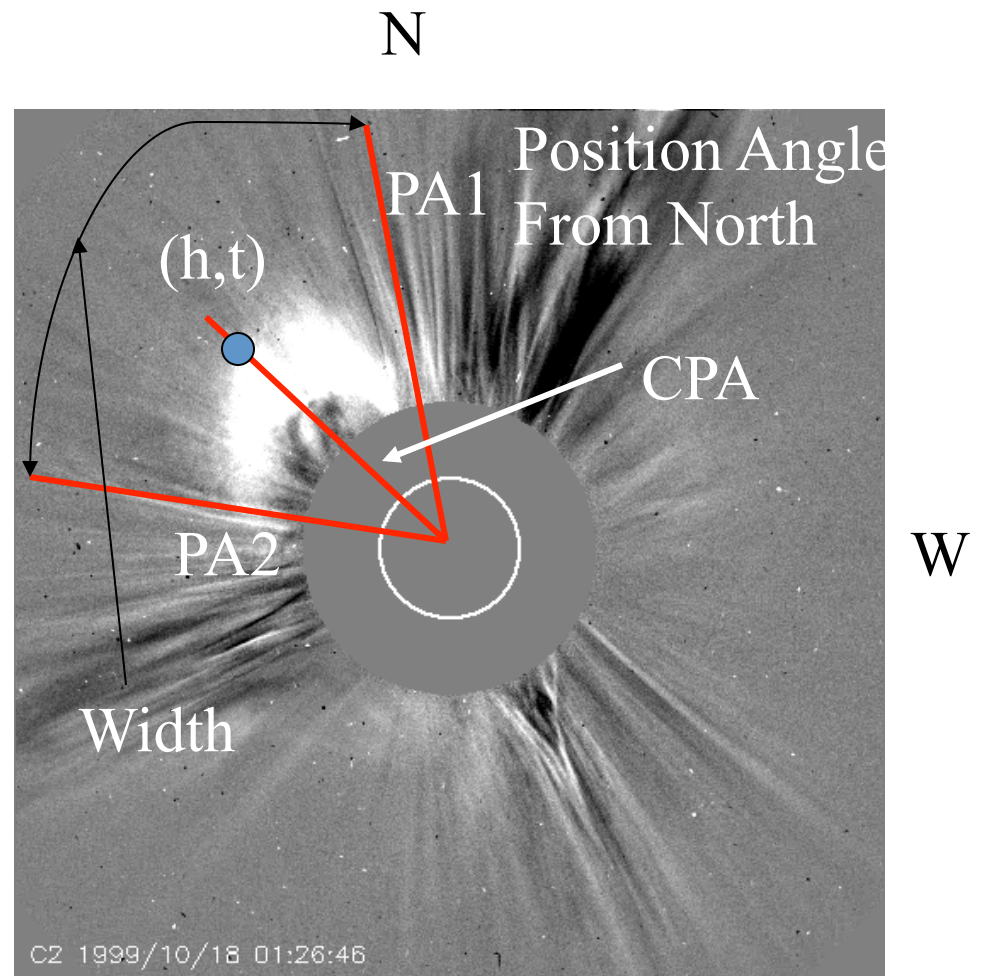 N
Position Angle
From North
PA1
(h,t)
CPA
W
PA2
Width
C2 1999/10/18 01:26:46